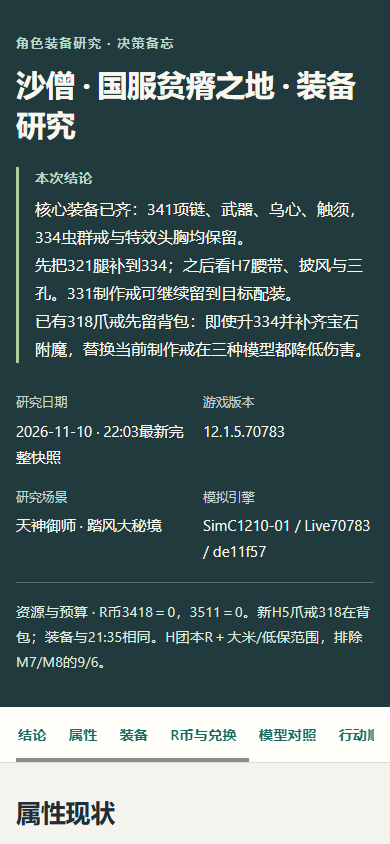 角色装备研究 · 决策备忘
沙僧 · 国服贫瘠之地 · 装备
研究
本次结论
核心装备已齐：341项链、武器、乌心、触须，
334虫群戒与特效头胸均保留。
先把321腿补到334；之后看H7腰带、披风与三
孔。331制作戒可继续留到目标配装。
已有318爪戒先留背包：即使升334并补齐宝石
附魔，替换当前制作戒在三种模型都降低伤害。
研究日期
2026-11-10 · 22:03最新完
整快照
游戏版本
12.1.5.70783
研究场景
天神御师 · 踏风大秘境
模拟引擎
SimC1210-01 / Live70783
/ de11f57
资源与预算 · R币3418 = 0，3511 = 0。新H5爪戒318在背
包；装备与21:35相同。H团本R + 大米/低保范围，排除
M7/M8的9/6。
结论 属性 装备 R币与兑换 模型对照 行动
属性现状